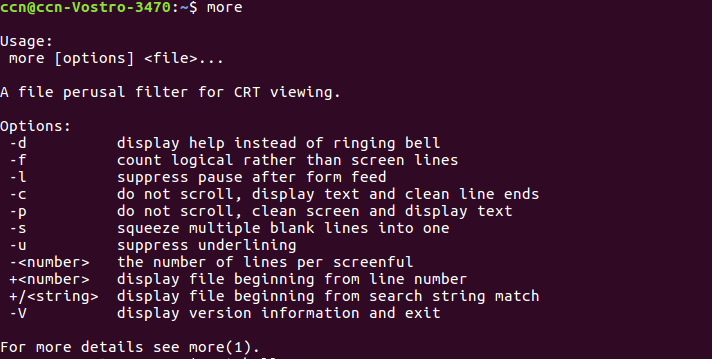 ccn@ccn-Vostro-3470:~$ more
Usage:
more [options] <file>...
A file perusal filter for CRT viewing.
Options:
-d display help instead of ringing bell
-f count logical rather than screen lines
-l suppress pause after form feed
-c do not scroll, display text and clean line ends
-p do not scroll, clean screen and display text
-s squeeze multiple blank lines into one
-u suppress underlining
-<number> the number of lines per screenful
+<number> display file beginning from line number
+/<string> display file beginning from search string match
-V display version information and exit
For more details see more(1).